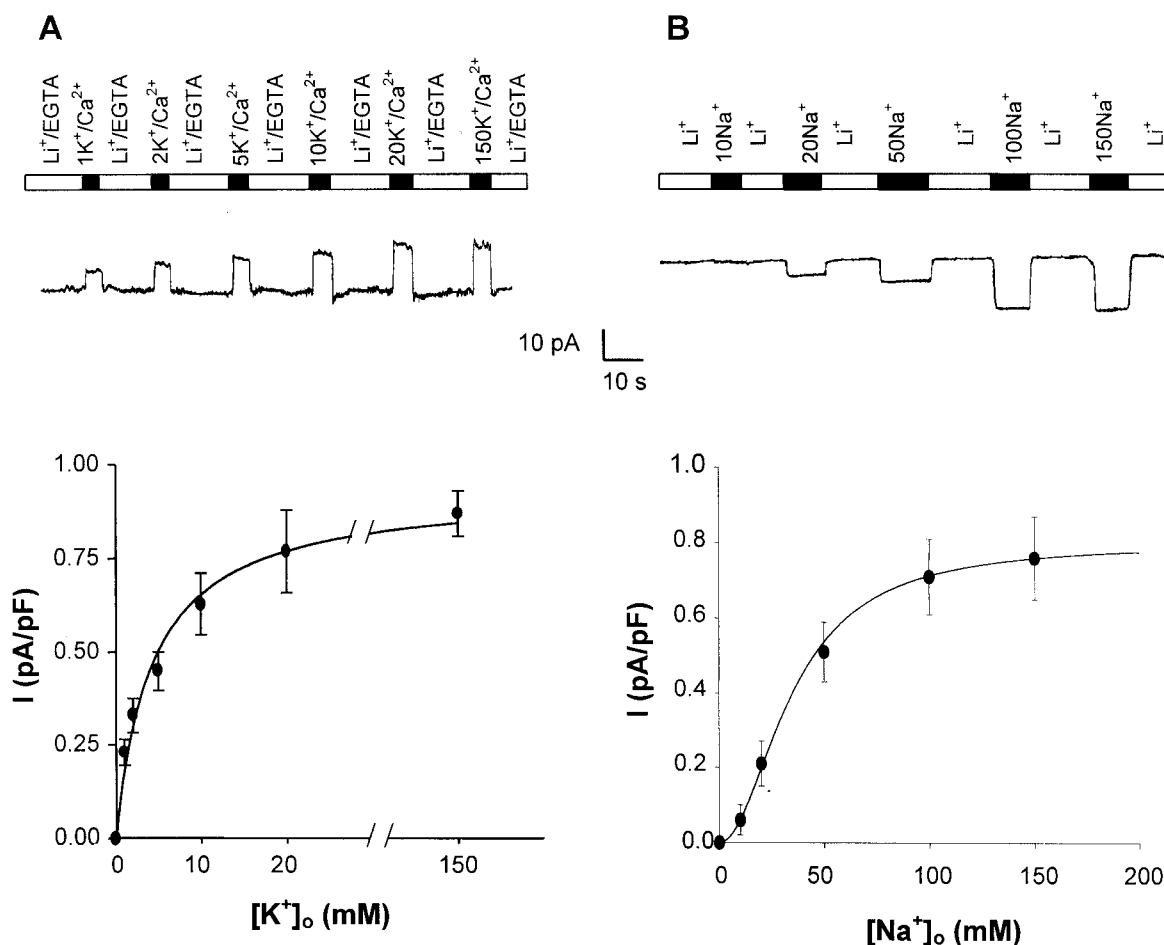 A
Li⁺/EGTA
1K⁺/Ca²⁺
Li⁺/EGTA
2K⁺/Ca²⁺
Li⁺/EGTA
5K⁺/Ca²⁺
Li⁺/EGTA
10K⁺/Ca²⁺
Li⁺/EGTA
20K⁺/Ca²⁺
Li⁺/EGTA
150K⁺/Ca²⁺
Li⁺/EGTA
B
Li⁺
10Na⁺
Li⁺
20Na⁺
Li⁺
50Na⁺
Li⁺
100Na⁺
Li⁺
150Na⁺
Li⁺
10 pA
10 s
1.00
0.75
0.50
0.25
0.00
I (pA/pF)
0 10 20 150
[K⁺]ₒ (mM)
1.0
0.8
0.6
0.4
0.2
0.0
I (pA/pF)
0 50 100 150 200
[Na⁺]ₒ (mM)